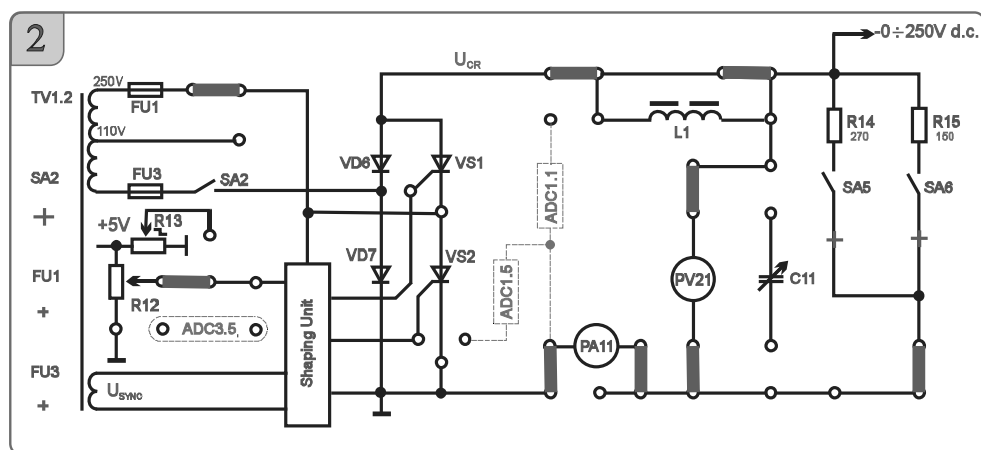 2
-0÷250V d.c.
U CR
250V
TV1.2
FU1
110V
L1
R14
270
R15
150
SA2
FU3
SA2
VD6
VS1
ADC1.1
SA5
SA6
+5V
R13
FU1
R12
VD7
VS2
ADC1.5
PV21
C11
ADC3.5,
Shaping Unit
PA11
FU3
U SYNC